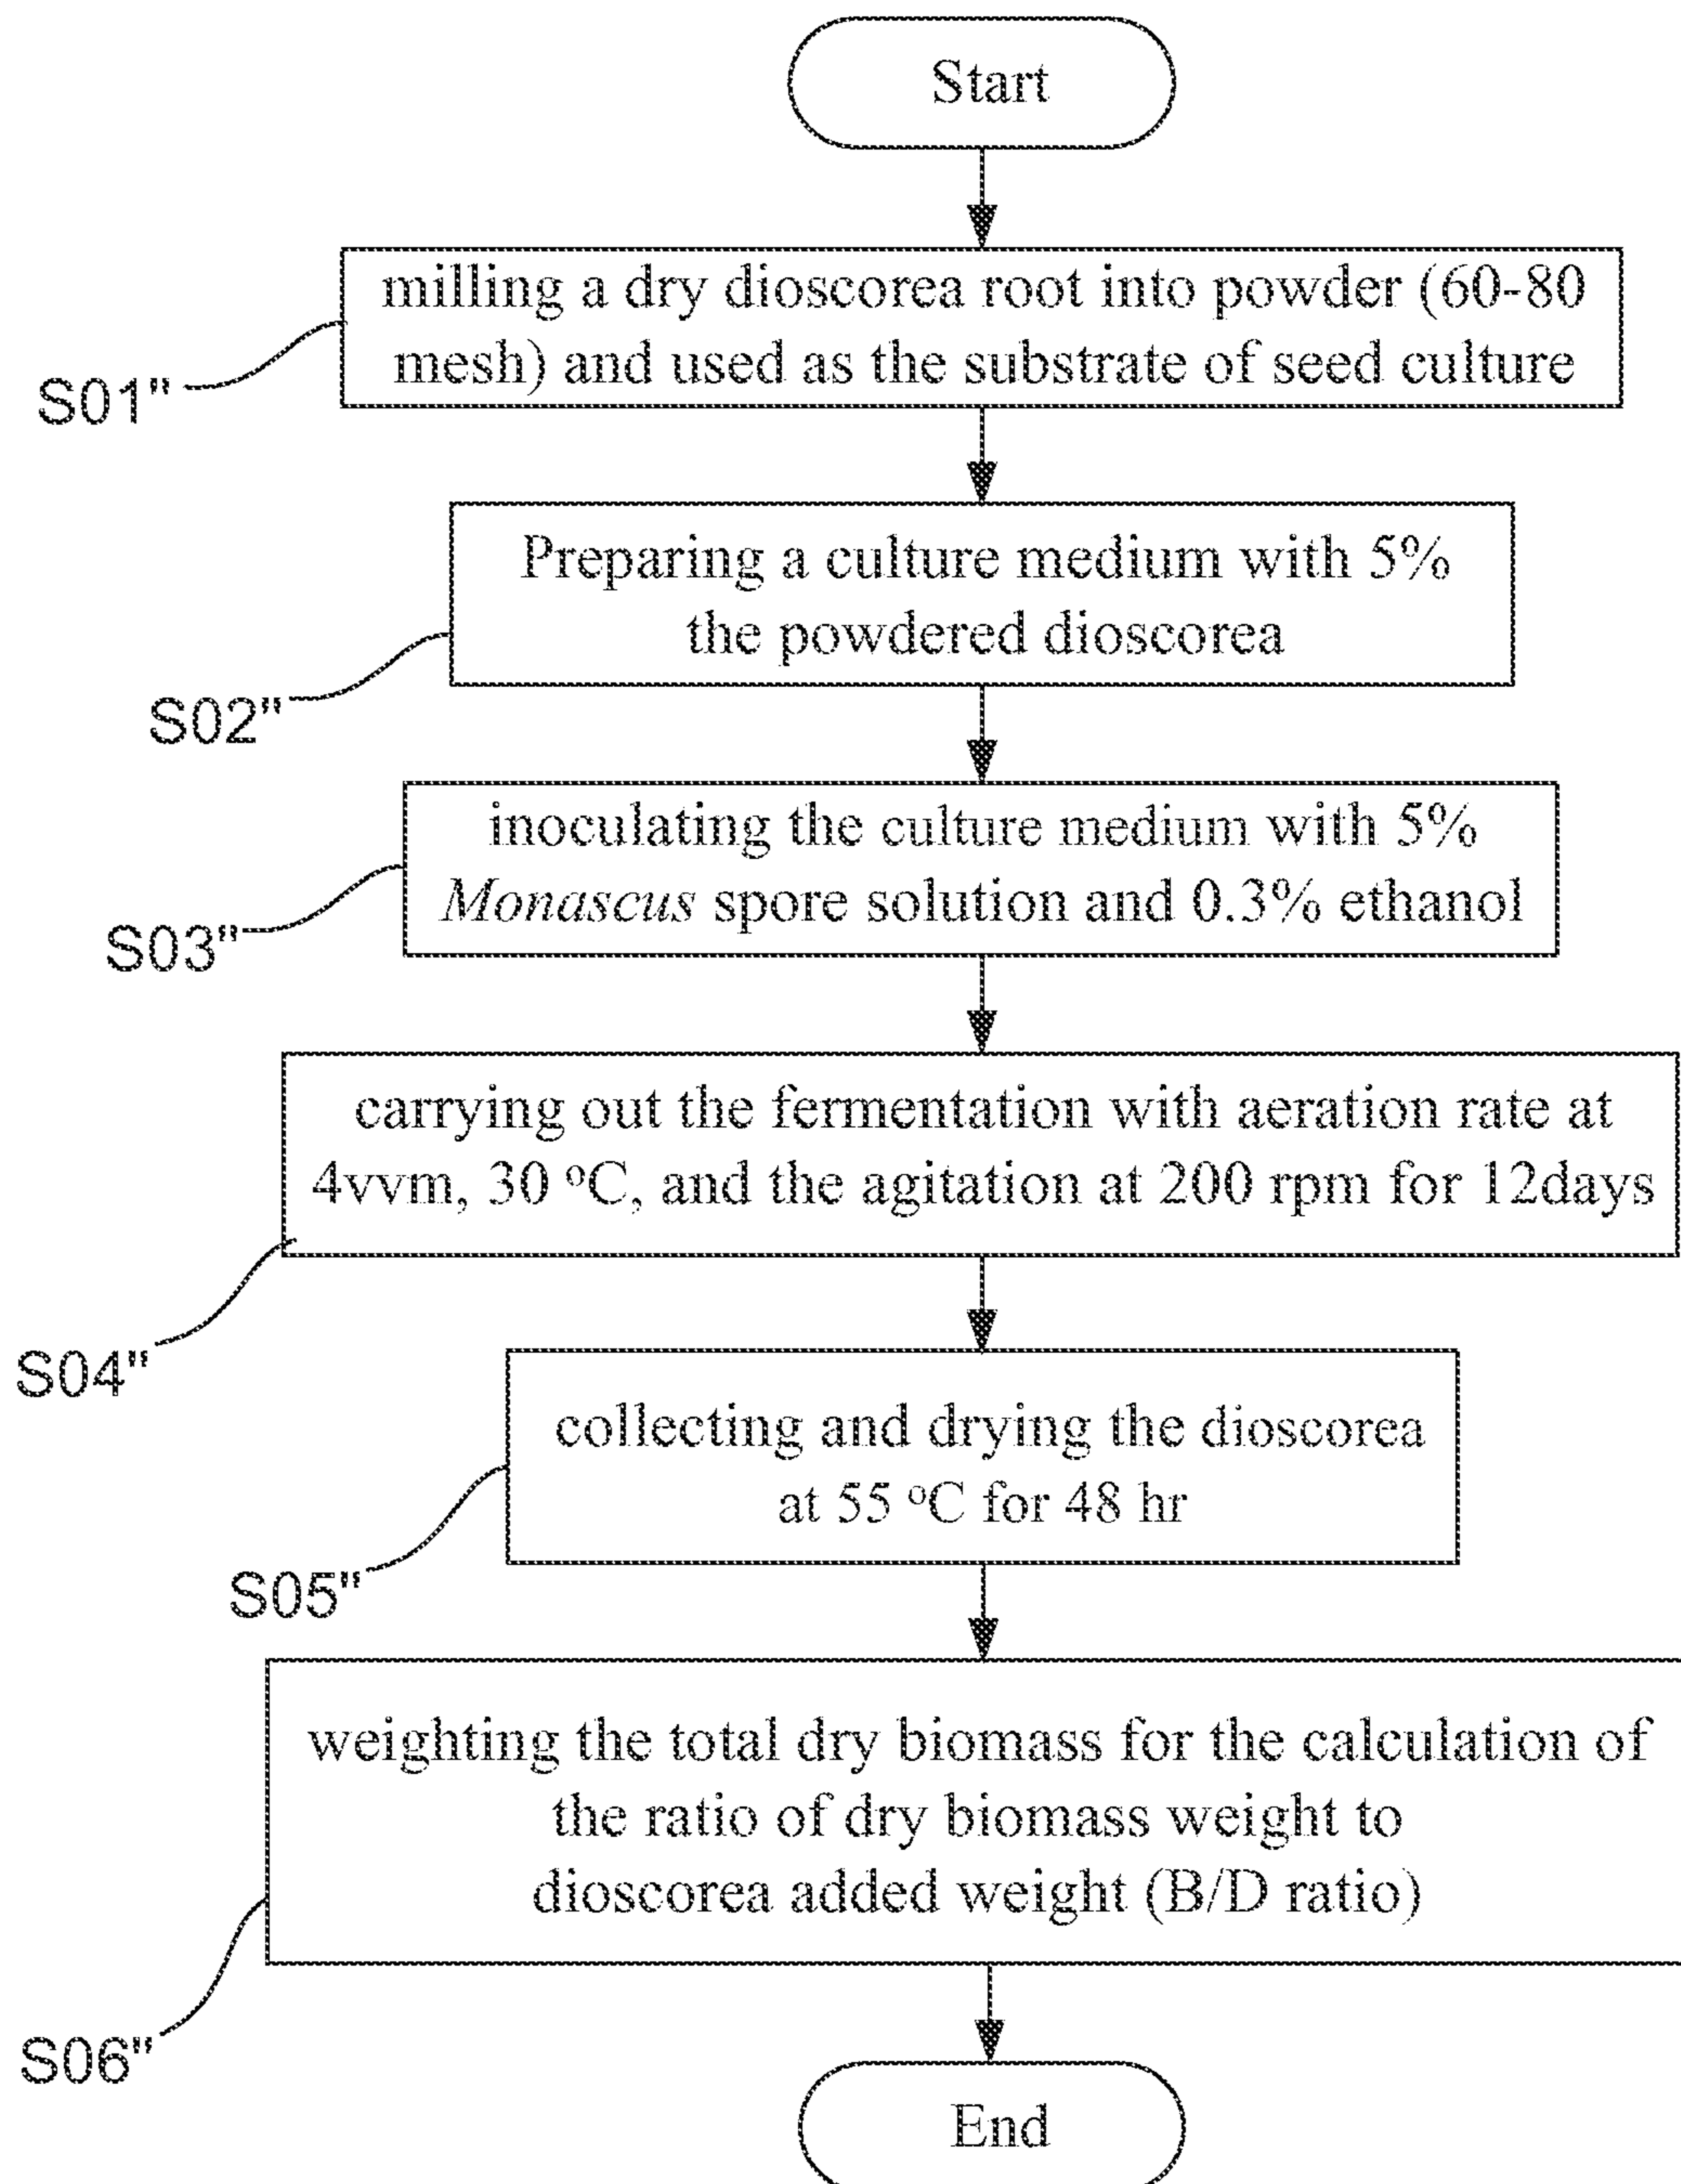 Start
milling a dry dioscorea root into powder (60-80
mesh) and used as the substrate of seed culture
S01"
Preparing a culture medium with 5%
the powdered dioscorea
S02"
inoculating the culture medium with 5%
Monascus spore solution and 0.3% ethanol
S03"
carrying out the fermentation with aeration rate at
4vvm, 30 °C, and the agitation at 200 rpm for 12days
S04"
collecting and drying the dioscorea
at 55 °C for 48 hr
S05"
weighting the total dry biomass for the calculation of
the ratio of dry biomass weight to
dioscorea added weight (B/D ratio)
S06"
End